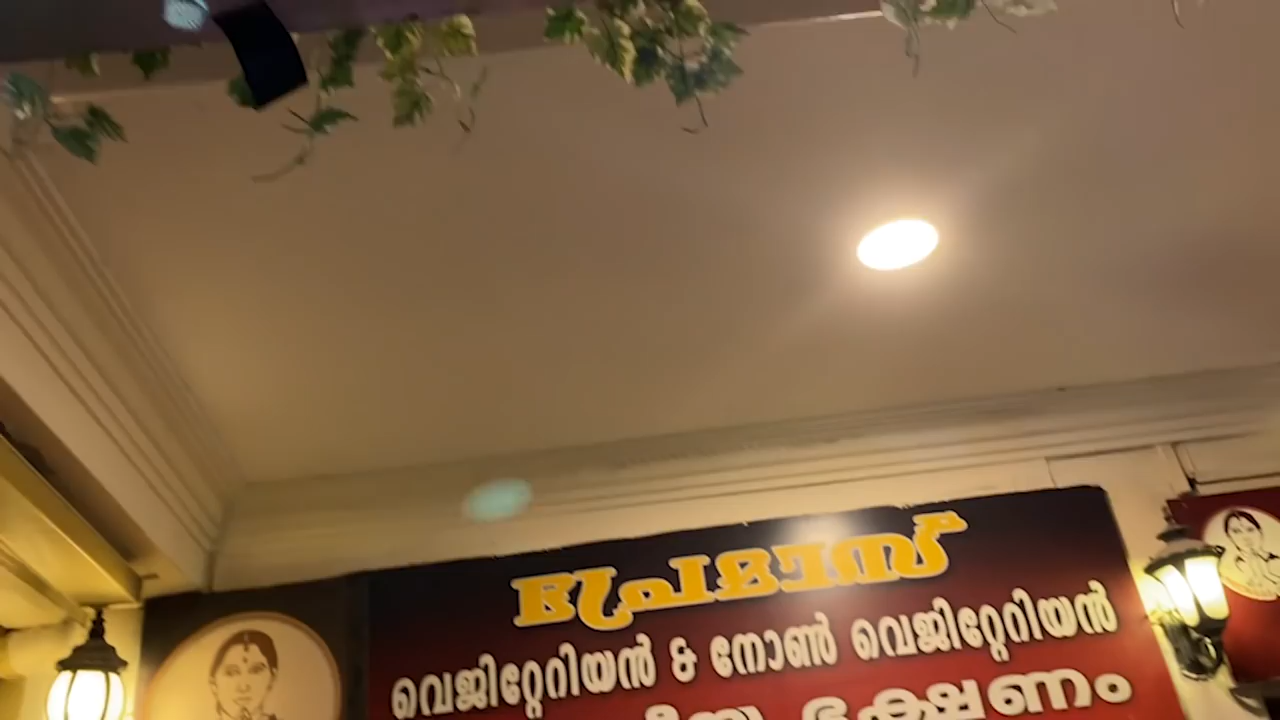 പ്രേമാസ്
വെജിറ്റേറിയൻ & നോൺ വെജിറ്റേറിയൻ
ഭക്ഷണം